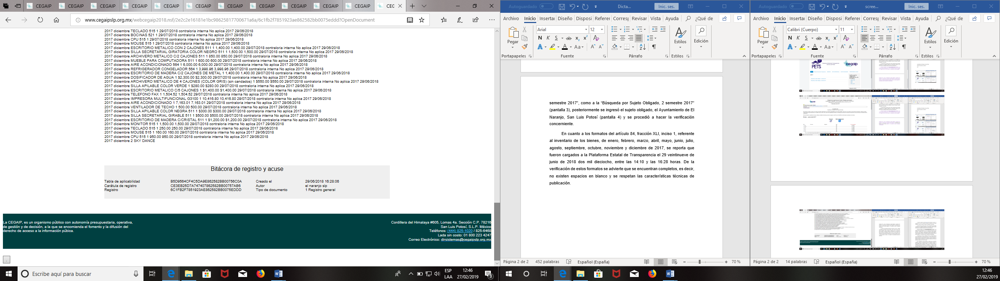 CEGAIP CEGAIP CEGAIP CEGAIP CEGAIP CEGAIP CEGAIP CEGAIP CEGAIP CEGAIP CEGAIP CEG
www.cegaipslp.org.mx/webcegaip2018.nsf/2e2c2e16181e1bc98625817700671a6a/6c1fb2f7851923ae862582bb0075eddd?OpenDocument
2017 diciembre TECLADO 515 1 29/07/2018 contraloria interna No aplica 2017 29/06/2018
2017 diciembre BOCINAS 521 1 29/07/2018 contraloria interna No aplica 2017 29/06/2018
2017 diciembre CPU 515 1 29/07/2018 contraloria interna No aplica 2017 29/06/2018
2017 diciembre MOUSE 515 1 29/07/2018 contraloria interna No aplica 2017 29/06/2018
2017 diciembre ESCRITORIO METALICO CON 2 CAJONES 511 1 1,400.00 1,400.00 29/07/2018 contraloria interna No aplica 2017 29/06/2018
2017 diciembre SILLA SECRETARIAL GIRATORIA COLOR NEGRO 511 1 1,500.00 1,500.00 29/07/2018 contraloria interna No aplica 2017 29/06/2018
2017 diciembre ARCHIVERO METALICO C/2 CAJONES 511 1 850.00 850.00 29/07/2018 contraloria interna No aplica 2017 29/06/2018
2017 diciembre MUEBLE PARA COMPUTADORA 511 1 600.00 600.00 29/07/2018 contraloria interna No aplica 2017 29/06/2018
2017 diciembre AIRE ACONDICIONADO 564 1 6,000.00 6,000.00 29/07/2018 contraloria interna No aplica 2017 29/06/2018
2017 diciembre REFRIGERADOR CONGELADOR 564 1 3,998.96 3,998.96 29/07/2018 contraloria interna No aplica 2017 29/06/2018
2017 diciembre ESCRITORIO DE MADERA C/2 CAJONES DE METAL 1 1,400.00 1,400.00 29/07/2018 contraloria interna No aplica 2017 29/06/2018
2017 diciembre DOSIFICADOR DE AGUA 1 $2,300.00 $2,300.00 29/07/2018 contraloria interna No aplica 2017 29/06/2018
2017 diciembre ARCHIVERO METALICO DE 4 CAJONES (COLOR GRIS) (sin candados) 1 $550.00 $550.00 29/07/2018 contraloria interna No aplica 2017 29/06/2018
2017 diciembre SILLA APILABLE COLOR VERDE 1 $280.00 $280.00 29/07/2018 contraloria interna No aplica 2017 29/06/2018
2017 diciembre ESCRITORIO METALICO C/5 CAJONES 1 $1,400.00 $1,400.00 29/07/2018 contraloria interna No aplica 2017 29/06/2018
2017 diciembre TELEFONO FAX 1 1,504.52 1,504.52 29/07/2018 contraloria interna No aplica 2017 29/06/2018
2017 diciembre IMPRESORA MULTIFUNCIONAL G3100 1 10,416.80 10,416.80 29/07/2018 contraloria interna No aplica 2017 29/06/2018
2017 diciembre AIRE ACONDICIONADO 1 7,163.01 7,163.01 29/07/2018 contraloria interna No aplica 2017 29/06/2018
2017 diciembre VENTILADOR DE TECHO 1 500.00 500.00 29/07/2018 contraloria interna No aplica 2017 29/06/2018
2017 diciembre SILLA APILABLE COLOR NEGRA 511 1 $300.00 $300.00 29/07/2018 contraloria interna No aplica 2017 29/06/2018
2017 diciembre SILLA SECRETARIAL GIRABLE 511 1 $500.00 $500.00 29/07/2018 contraloria interna No aplica 2017 29/06/2018
2017 diciembre ESCRITORIO DE MADERA C/CRISTAL 511 1 $1,200.00 $1,200.00 29/07/2018 contraloria interna No aplica 2017 29/06/2018
2017 diciembre MONITOR 515 1 1,500.00 1,500.00 29/07/2018 contraloria interna No aplica 2017 29/06/2018
2017 diciembre TECLADO 515 1 250.00 250.00 29/07/2018 contraloria interna No aplica 2017 29/06/2018
2017 diciembre MOUSE 515 1 160.00 160.00 29/07/2018 contraloria interna No aplica 2017 29/06/2018
2017 diciembre CPU 515 1 950.00 950.00 29/07/2018 contraloria interna No aplica 2017 29/06/2018
2017 diciembre 2 SKY DANCE
Bitácora de registro y acuse
Tabla de aplicabilidad B5D9564CF4C5DA9E862582BB00756C0A Creado el 29/06/2018 16:28:06
Carátula de registro CE3EB25D7A747407862582BB00757AB6 Autor el naranjo slp
Registro 6C1FB2F7851923AE862582BB0075EDDD Tipo de documento 1 Registro general
La CEGAIP, es un organismo público con autonomía presupuestaria, operativa,
de gestión y de decisión, a la que se encomienda el fomento y la difusión del
derecho de acceso a la información púbica.
Cordillera del Himalaya #605, Lomas 4a. Sección C.P. 78216
San Luis Potosí, S.L.P. México
Teléfonos: (444) 825-1020 / 825-6468
Lada sin costo: 01 800 223 4247
Correo Electrónico: dirsistemas@cegaipslp.org.mx
Escribe aquí para buscar
ESP
LAA
12:46
27/02/2019
3
Autoguardado Dicta... Inic. ses.
Archivo Inicio Insertar Diseño Disposi Referen Corresp Revisar Vista Ayuda ¿Qué de
Pegar Arial 12 Estilos Edición
N K S ab x₂ x² A
A A Aa A A
Portapapeles Fuente Párrafo Estilos
semestre 2017”, como a la “Búsqueda por Sujeto Obligado, 2 semestre 2017”
(pantalla 3), posteriormente se ingresó el sujeto obligado, el Ayuntamiento de El
Naranjo, San Luis Potosí (pantalla 4) y se procedió a hacer la verificación
concerniente.
En cuanto a los formatos del artículo 84, fracción XLI, inciso 1, referente
al inventario de los bienes, de enero, febrero, marzo, abril, mayo, junio, julio,
agosto, septiembre, octubre, noviembre y diciembre de 2017, se reporta que
fueron cargados a la Plataforma Estatal de Transparencia el 29 veintinueve de
junio de 2018 dos mil dieciocho, entre las 14:10 y las 16:28 horas. De la
verificación de estos formatos se advierte que se encuentran completos, es decir,
no existen espacios en blanco y se respetan las características técnicas de
publicación.
Página 2 de 2 452 palabras Español (España) 70 %
Autoguardado scree... Inic. ses.
Archivo Inicio Insertar Diseño Disposi Referen Corresp Revisar Vista Ayuda ¿Qué de
Pegar Calibri (Cuerpo) 11 Estilos Edición
N K S ab x₂ x² A
A A Aa A A
Portapapeles Fuente Párrafo Estilos
PETS cegaip
Página 2 de 2 14 palabras Español (España) 70 %
12:46
27/02/2019